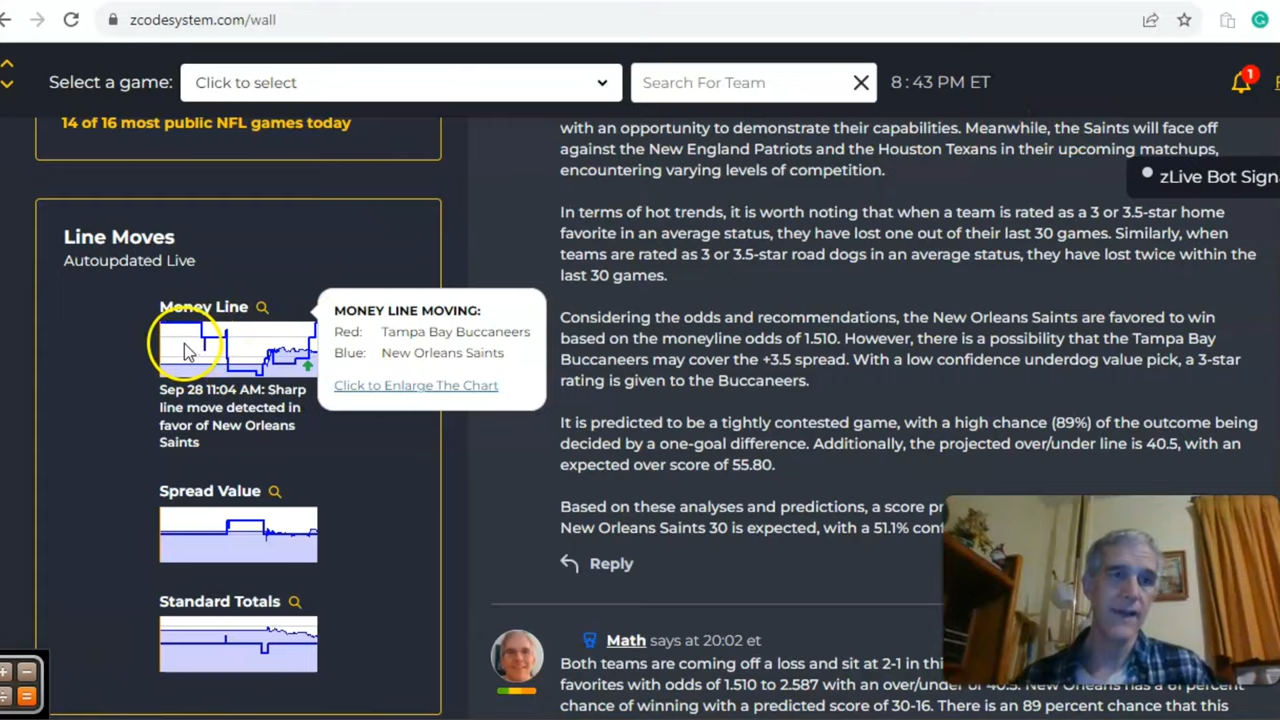 zcodesystem.com/wall
Select a game:
Click to select
Search For Team
8:43 PM ET
1
14 of 16 most public NFL games today
Line Moves
Autoupdated Live
Money Line
Sep 28 11:04 AM: Sharp
line move detected in
favor of New Orleans
Saints
MONEY LINE MOVING:
Red: Tampa Bay Buccaneers
Blue: New Orleans Saints
Click to Enlarge The Chart
Spread Value
Standard Totals
with an opportunity to demonstrate their capabilities. Meanwhile, the Saints will face off
against the New England Patriots and the Houston Texans in their upcoming matchups,
encountering varying levels of competition.
zLive Bot Sign
In terms of hot trends, it is worth noting that when a team is rated as a 3 or 3.5-star home
favorite in an average status, they have lost one out of their last 30 games. Similarly, when
teams are rated as 3 or 3.5-star road dogs in an average status, they have lost twice within the
last 30 games.
Considering the odds and recommendations, the New Orleans Saints are favored to win
based on the moneyline odds of 1.510. However, there is a possibility that the Tampa Bay
Buccaneers may cover the +3.5 spread. With a low confidence underdog value pick, a 3-star
rating is given to the Buccaneers.
It is predicted to be a tightly contested game, with a high chance (89%) of the outcome being
decided by a one-goal difference. Additionally, the projected over/under line is 40.5, with an
expected over score of 55.80.
Based on these analyses and predictions, a score pr
New Orleans Saints 30 is expected, with a 51.1% conf
Reply
Math says at 20:02 et
Both teams are coming off a loss and sit at 2-1 in thi
favorites with odds of 1.510 to 2.587 with an over/under of 40.5. New Orleans has a 61 percent
chance of winning with a predicted score of 30-16. There is an 89 percent chance that this